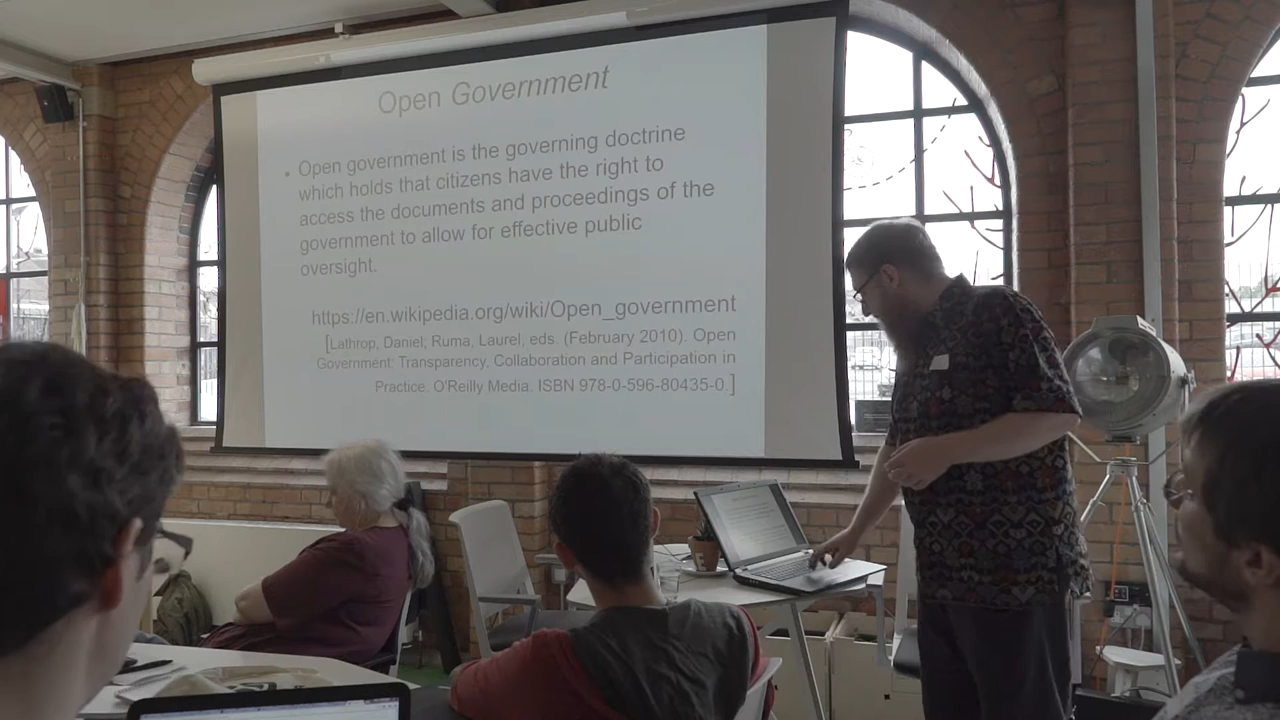 Open Government
• Open government is the governing doctrine
which holds that citizens have the right to
access the documents and proceedings of the
government to allow for effective public
oversight.
https://en.wikipedia.org/wiki/Open_government
[Lathrop, Daniel; Ruma, Laurel, eds. (February 2010). Open
Government: Transparency, Collaboration and Participation in
Practice. O'Reilly Media. ISBN 978-0-596-80435-0.]